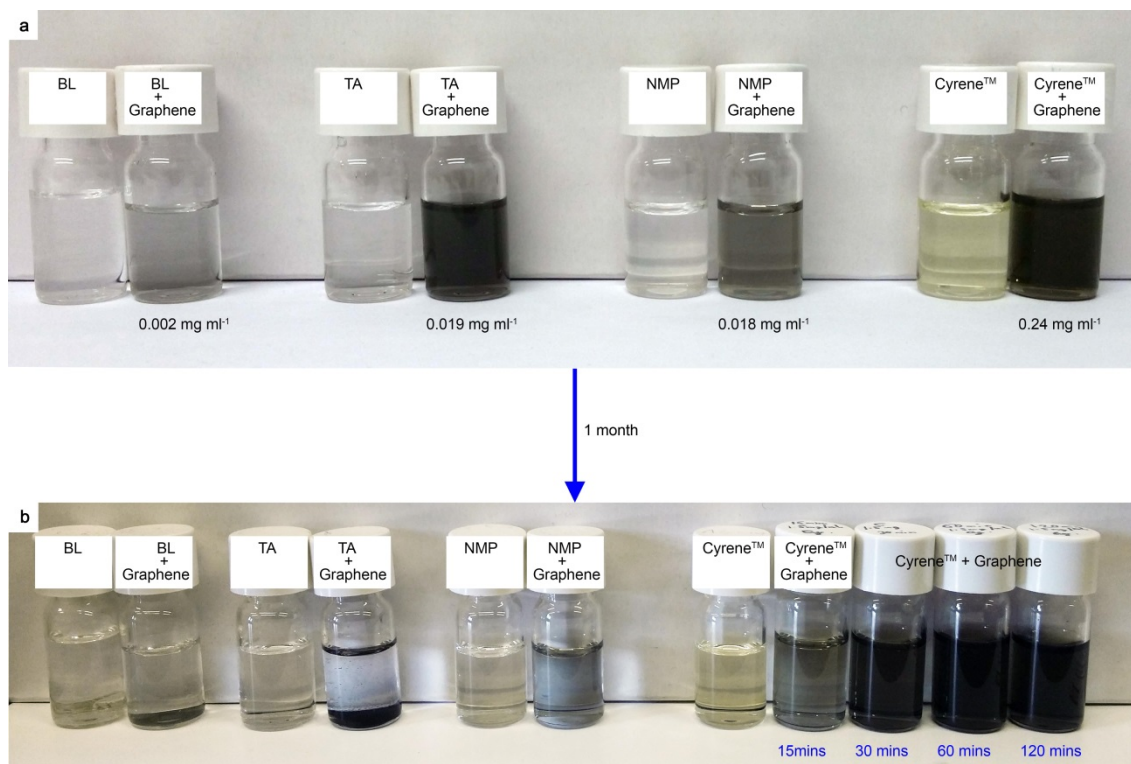 a
BL
BL
+
Graphene
TA
TA
+
Graphene
NMP
NMP
+
Graphene
Cyrene™
Cyrene™
+
Graphene
0.002 mg ml⁻¹
0.019 mg ml⁻¹
0.018 mg ml⁻¹
0.24 mg ml⁻¹
1 month
b
BL
BL
+
Graphene
TA
TA
+
Graphene
NMP
NMP
+
Graphene
Cyrene™
Cyrene™
+
Graphene
Cyrene™ + Graphene
15mins
30 mins
60 mins
120 mins